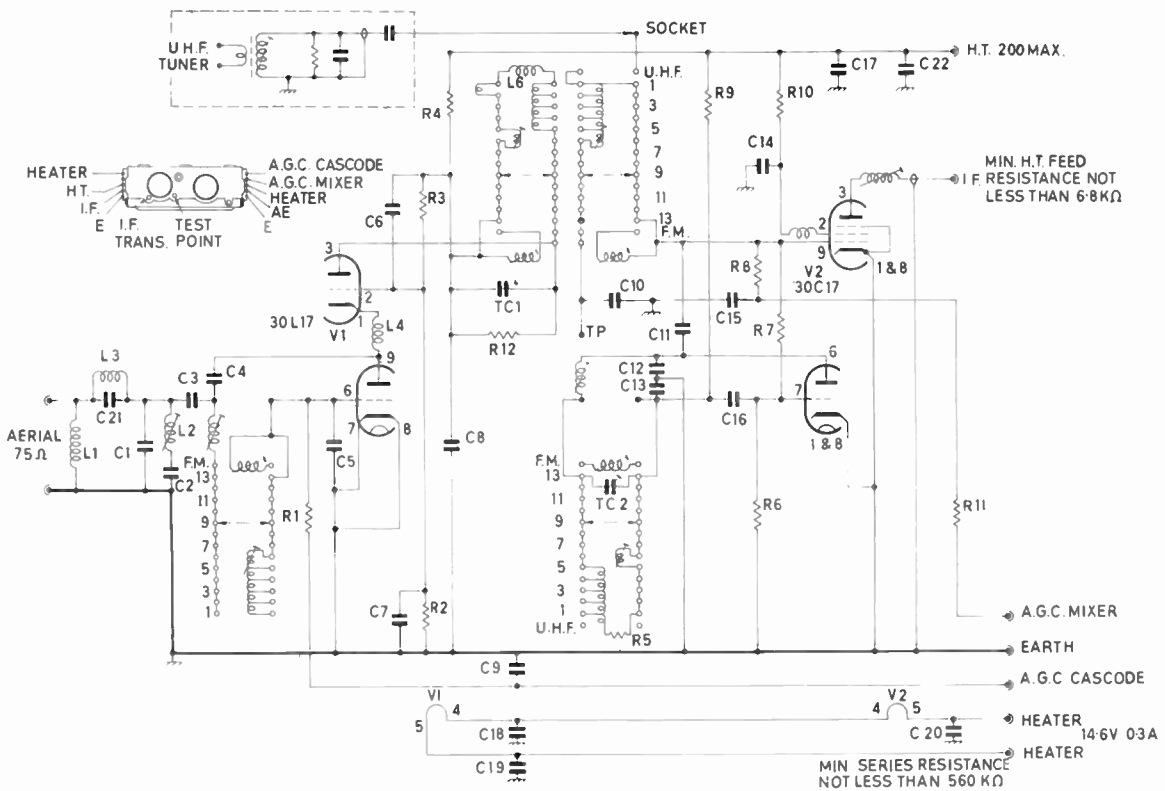 SOCKET
U.H.F.
TUNER
H.T. 200 MAX.
U.H.F.
C17
C22
L6
1
3
5
7
9
11
13
F.M.
R4
R9
R10
C14
MIN. H.T. FEED
RESISTANCE NOT
LESS THAN 6·8KΩ
I.F.
HEATER
H.T.
I.F.
E
I.F.
TRANS.
TEST
POINT
A.G.C. CASCODE
A.G.C. MIXER
HEATER
AE
E
C6
R3
3
2
1
30L17
V1
L4
3
2
9
V2
30C17
1&8
R8
C10
C15
TC1
TP
C11
R7
R12
L3
C3
C4
9
6
7
8
C12
C13
6
7
1&8
C16
C21
AERIAL
75Ω
L1
C1
L2
C2
F.M.
13
11
9
7
5
3
1
C5
C8
R1
F.M.
13
11
9
7
5
3
1
U.H.F.
TC2
R5
R6
R11
C7
R2
A.G.C. MIXER
EARTH
C9
A.G.C CASCODE
V1
5
4
V2
4
5
C18
C20
HEATER
14·6V 0·3A
HEATER
C19
MIN SERIES RESISTANCE
NOT LESS THAN 560 KΩ